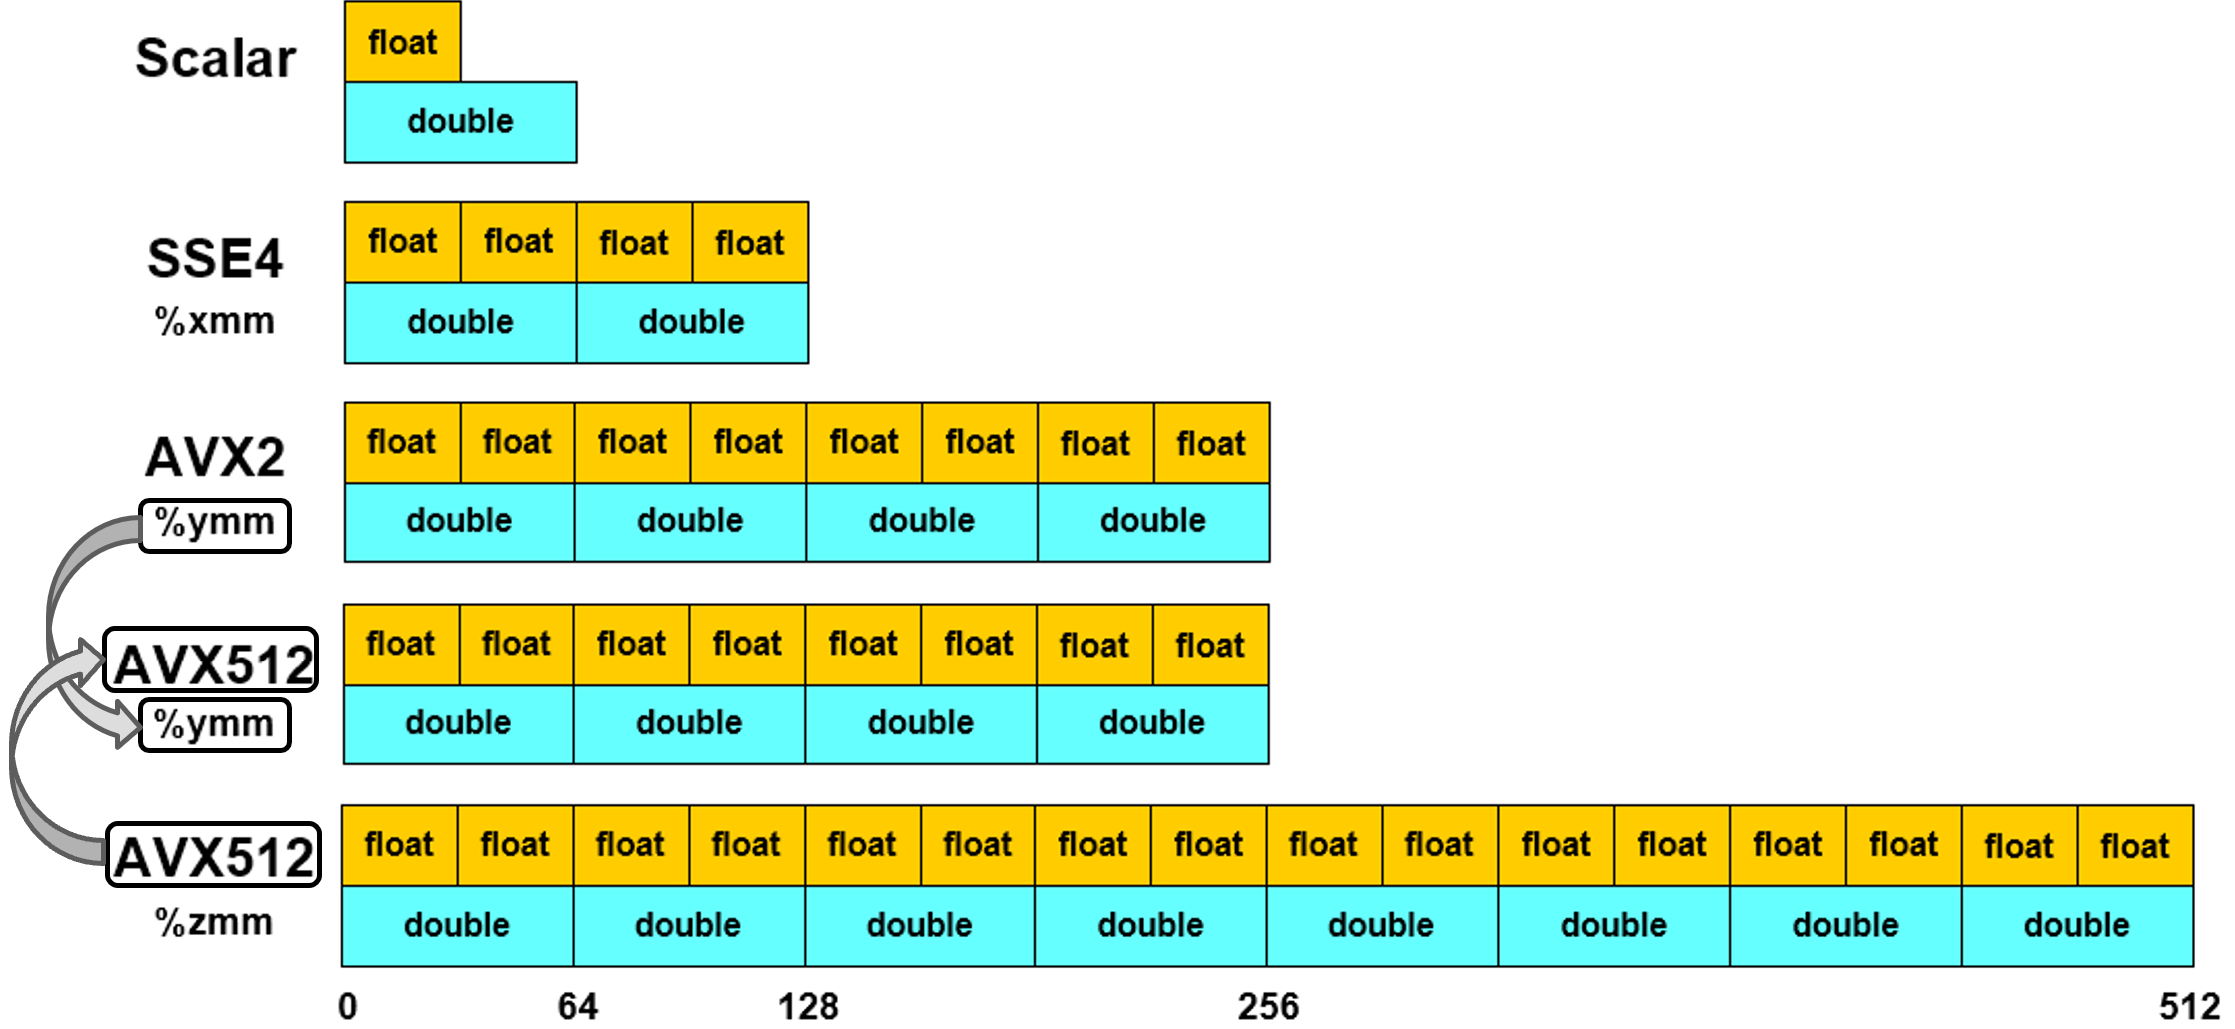 Scalar
float
double
SSE4
%xmm
float float float float
double double
AVX2
%ymm
float float float float float float float float
double double double double
AVX512
%ymm
float float float float float float float float
double double double double
AVX512
%zmm
float float float float float float float float float float float float float float float float
double double double double double double double double
0 64 128 256 512